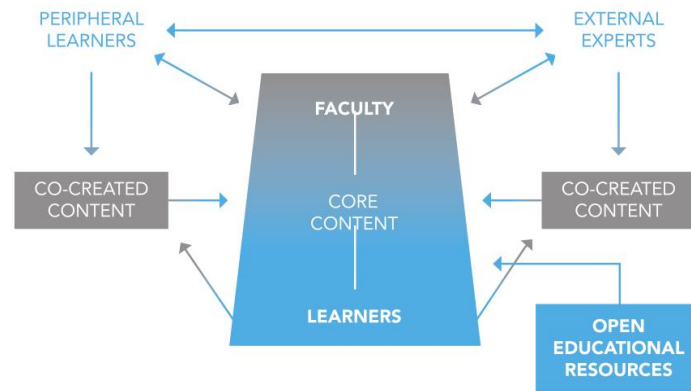 PERIPHERAL
LEARNERS
EXTERNAL
EXPERTS
FACULTY
CO-CREATED
CONTENT
CORE
CONTENT
CO-CREATED
CONTENT
LEARNERS
OPEN
EDUCATIONAL
RESOURCES